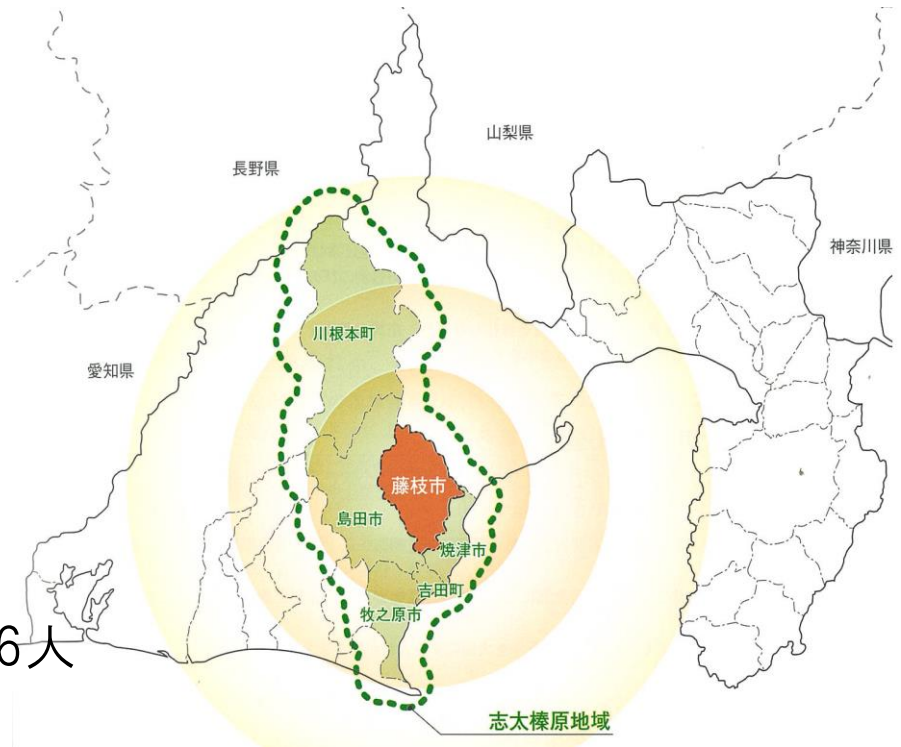 山梨県
長野県
神奈川県
川根本町
愛知県
藤枝市
島田市
焼津市
吉田町
牧之原市
6人
志太榛原地域